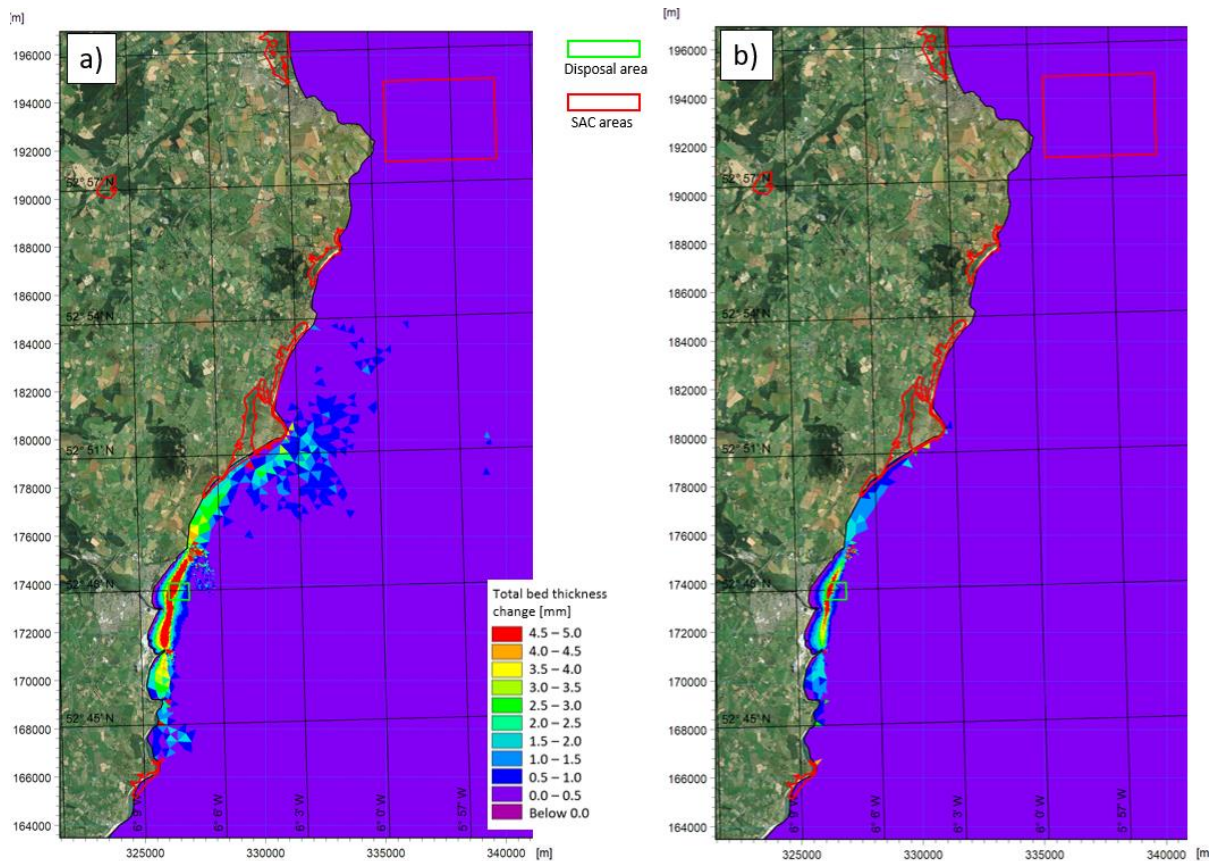 [m]
a)
196000
194000
192000
190000
188000
186000
184000
182000
180000
178000
176000
174000
172000
170000
168000
166000
164000
52° 57' N
52° 54' N
52° 51' N
52° 48' N
52° 45' N
6° 9' W
6° 6' W
6° 3' W
6° 0' W
5° 57' W
325000
330000
335000
340000
[m]
Disposal area
SAC areas
Total bed thickness
change [mm]
4.5 – 5.0
4.0 – 4.5
3.5 – 4.0
3.0 – 3.5
2.5 – 3.0
2.0 – 2.5
1.5 – 2.0
1.0 – 1.5
0.5 – 1.0
0.0 – 0.5
Below 0.0
[m]
b)
196000
194000
192000
190000
188000
186000
184000
182000
180000
178000
176000
174000
172000
170000
168000
166000
164000
52° 57' N
52° 54' N
52° 51' N
52° 48' N
52° 45' N
6° 9' W
6° 6' W
6° 3' W
6° 0' W
5° 57' W
325000
330000
335000
340000
[m]